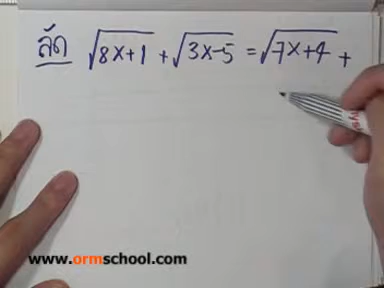 ลัด √(8x+1) + √(3x-5) = √(7x+4) +
www.ormschool.com